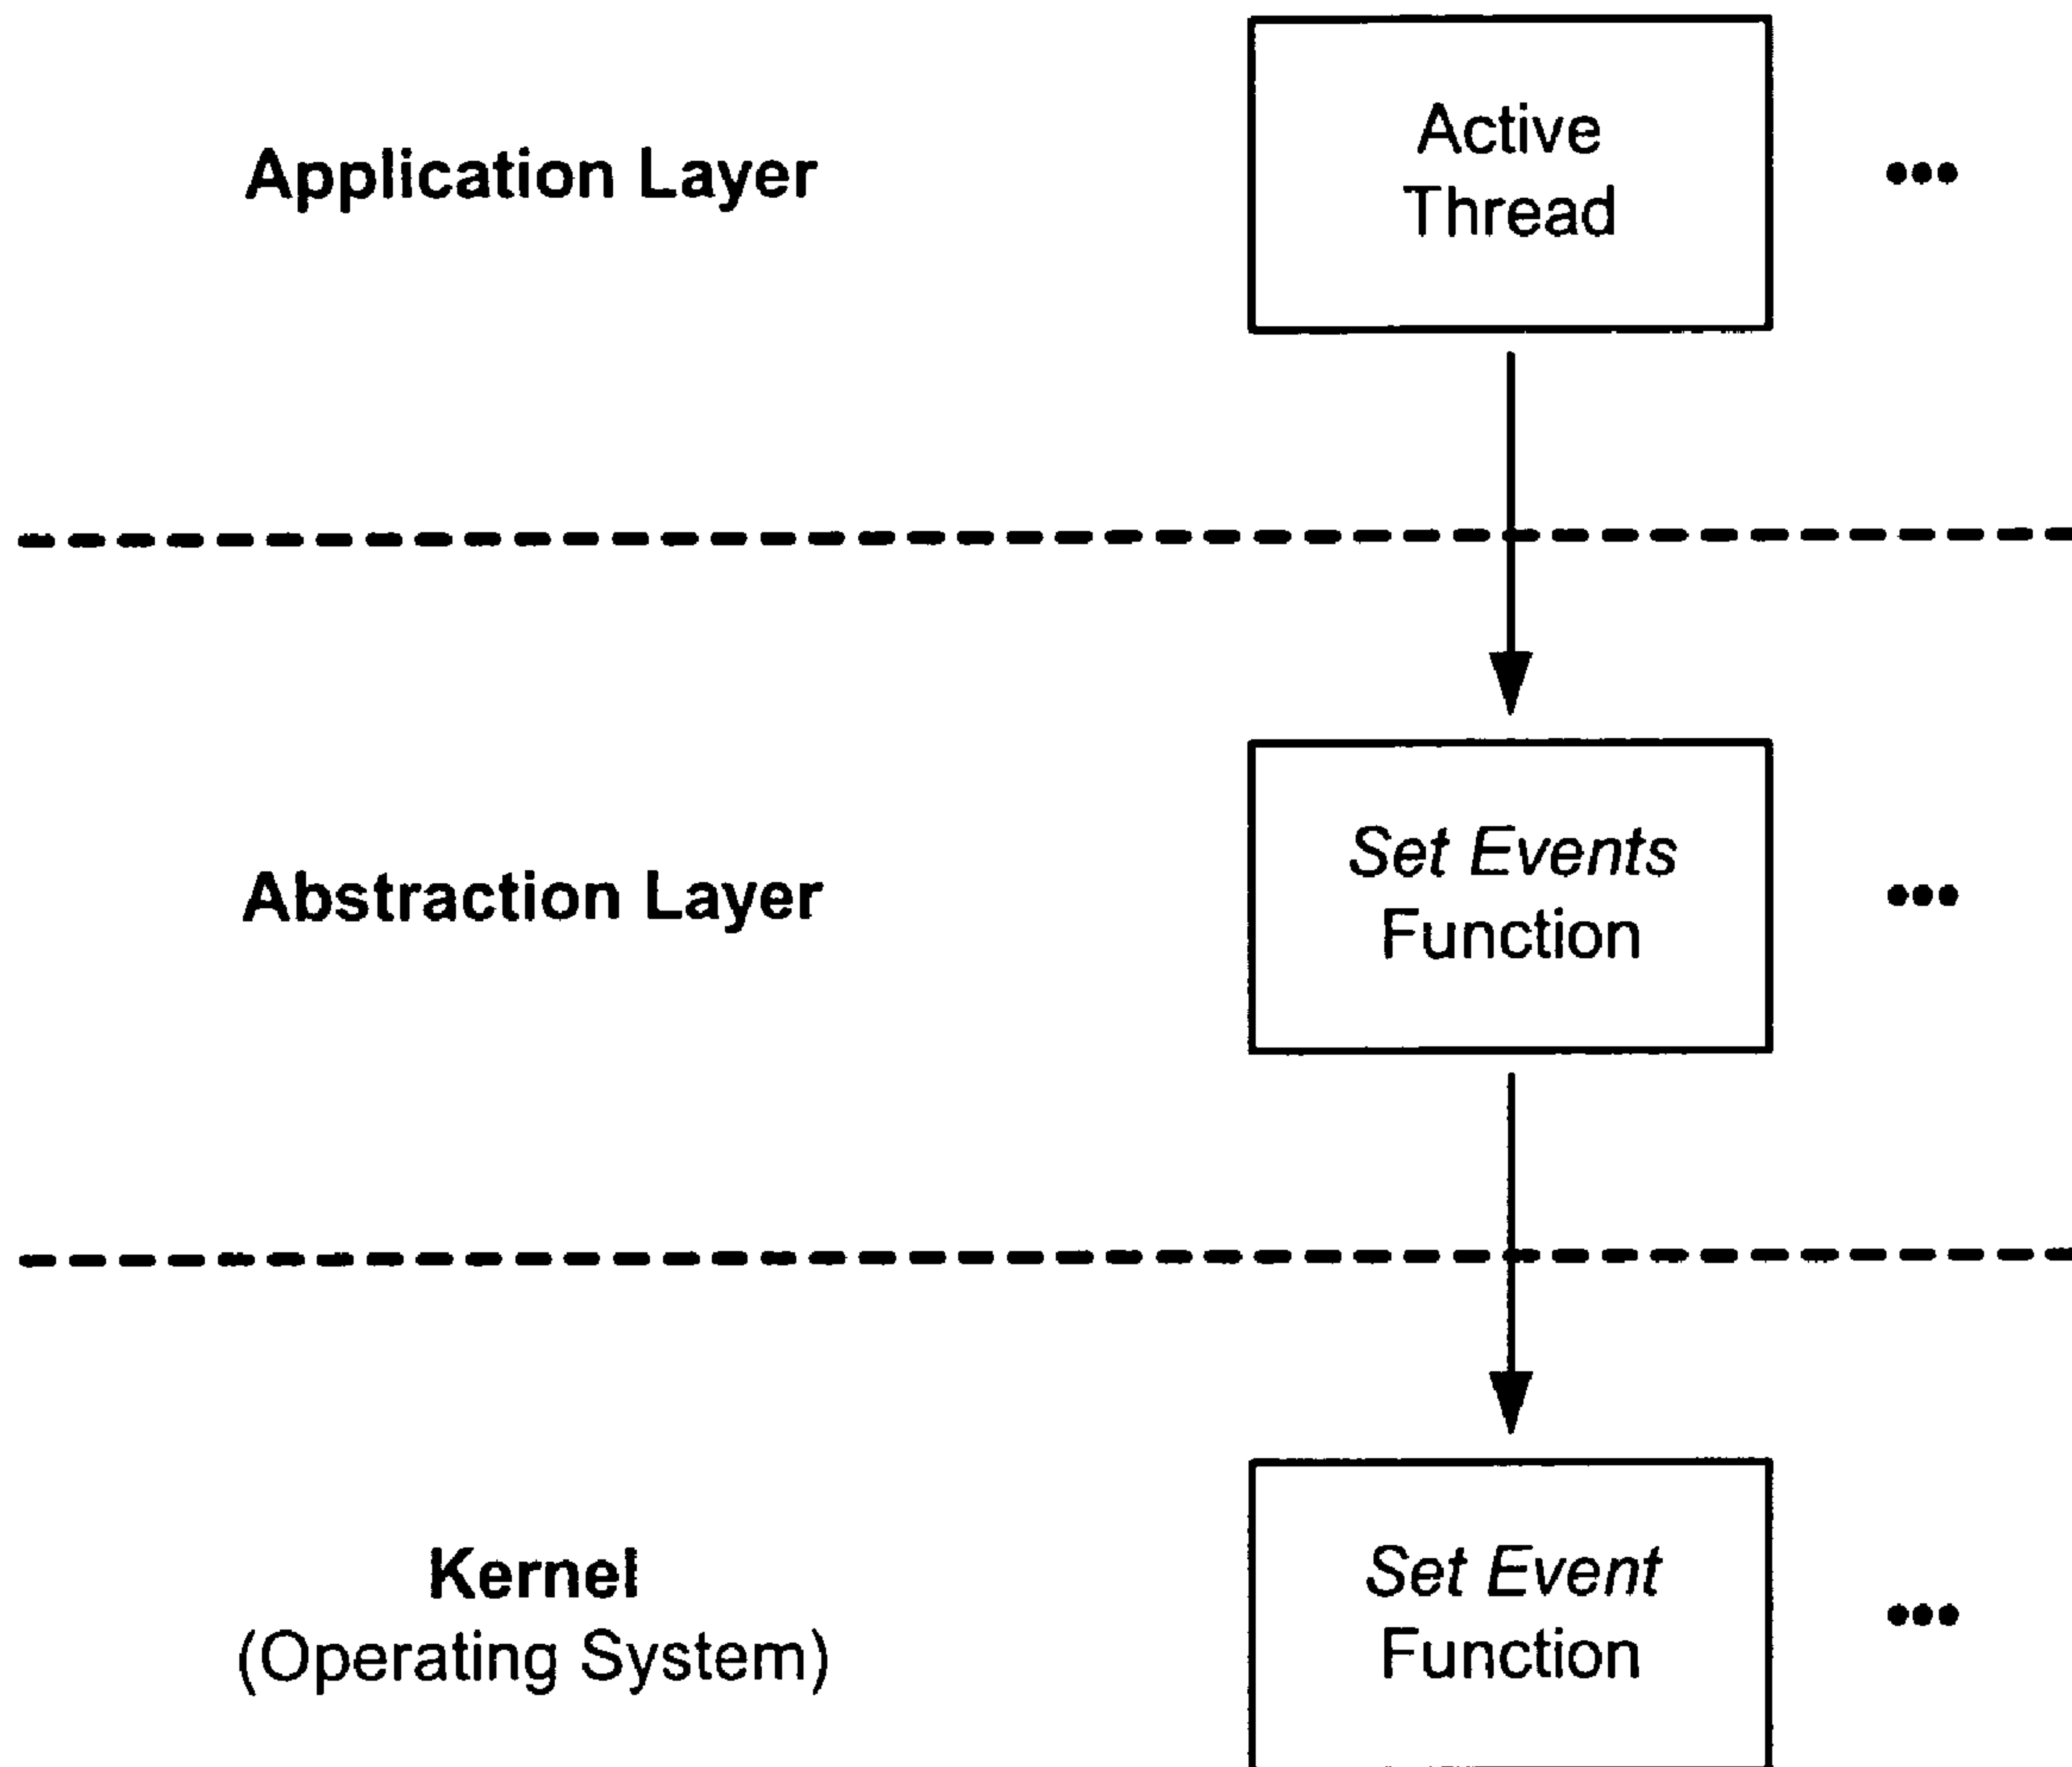 Application Layer
Active
Thread
•••
Abstraction Layer
Set Events
Function
•••
Kernel
(Operating System)
Set Event
Function
•••